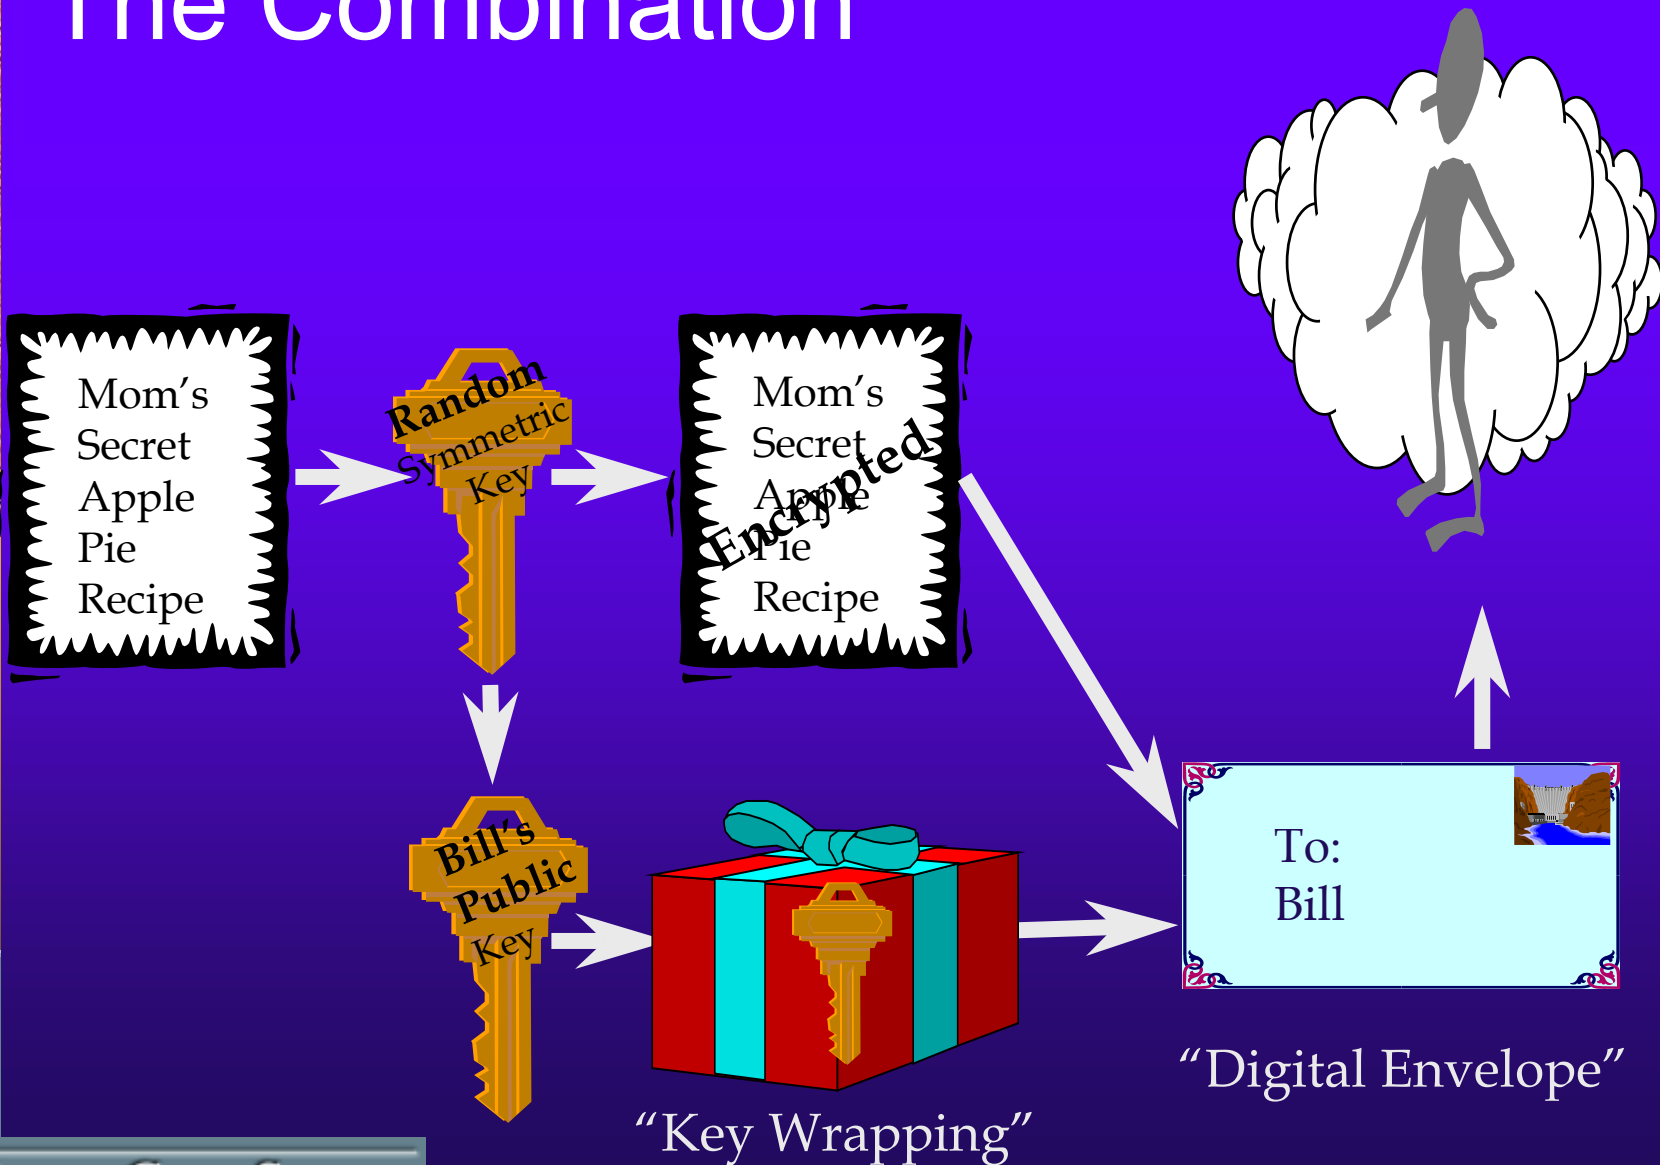 The Combination
Mom’s
Secret
Apple
Pie
Recipe
Random
Symmetric
Key
Mom’s
Secret
Apple
Pie
Recipe
Encrypted
Bill’s
Public
Key
To:
Bill
“Digital Envelope”
“Key Wrapping”